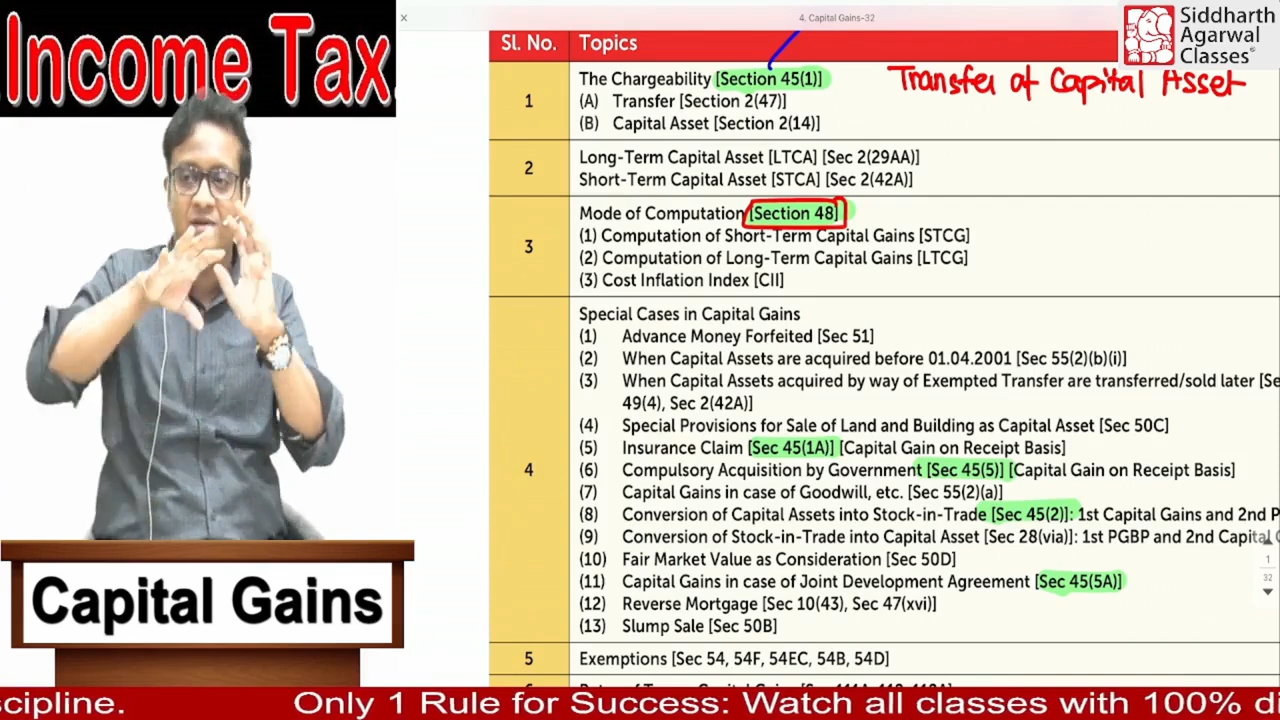 Income Tax
4. Capital Gains-32
Siddharth
Agarwal
Classes
Sl. No.
Topics
Transfer of Capital Asset
1
The Chargeability [Section 45(1)]
(A) Transfer [Section 2(47)]
(B) Capital Asset [Section 2(14)]
2
Long-Term Capital Asset [LTCA] [Sec 2(29AA)]
Short-Term Capital Asset [STCA] [Sec 2(42A)]
3
Mode of Computation [Section 48]
(1) Computation of Short-Term Capital Gains [STCG]
(2) Computation of Long-Term Capital Gains [LTCG]
(3) Cost Inflation Index [CII]
4
Special Cases in Capital Gains
(1) Advance Money Forfeited [Sec 51]
(2) When Capital Assets are acquired before 01.04.2001 [Sec 55(2)(b)(i)]
(3) When Capital Assets acquired by way of Exempted Transfer are transferred/sold later [Se
49(4), Sec 2(42A)]
(4) Special Provisions for Sale of Land and Building as Capital Asset [Sec 50C]
(5) Insurance Claim [Sec 45(1A)] [Capital Gain on Receipt Basis]
(6) Compulsory Acquisition by Government [Sec 45(5)] [Capital Gain on Receipt Basis]
(7) Capital Gains in case of Goodwill, etc. [Sec 55(2)(a)]
(8) Conversion of Capital Assets into Stock-in-Trade [Sec 45(2)]: 1st Capital Gains and 2nd P
(9) Conversion of Stock-in-Trade into Capital Asset [Sec 28(via)]: 1st PGBP and 2nd Capital G
(10) Fair Market Value as Consideration [Sec 50D]
(11) Capital Gains in case of Joint Development Agreement [Sec 45(5A)]
(12) Reverse Mortgage [Sec 10(43), Sec 47(xvi)]
(13) Slump Sale [Sec 50B]
1
32
5
Exemptions [Sec 54, 54F, 54EC, 54B, 54D]
Capital Gains
scipline. Only 1 Rule for Success: Watch all classes with 100% di